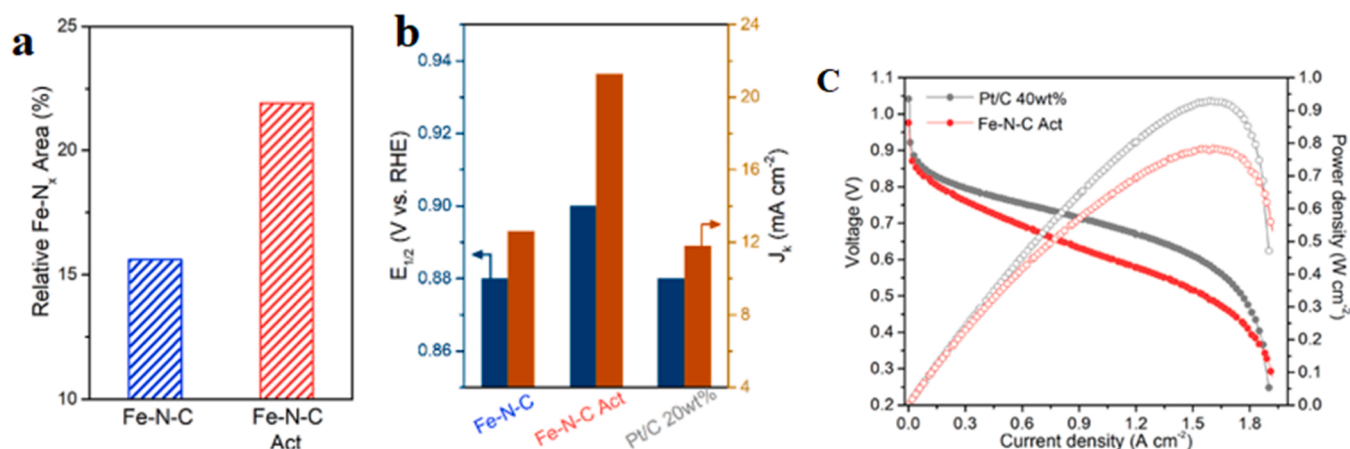 a
Relative Fe-Nx Area (%)
25
20
15
10
Fe-N-C
Fe-N-C
Act
b
E1/2 (V vs. RHE)
0.94
0.92
0.90
0.88
0.86
24
20
16
12
8
4
Jk (mA cm-2)
Fe-N-C
Fe-N-C Act
Pt/C 20wt%
C
Voltage (V)
1.1
1.0
0.9
0.8
0.7
0.6
0.5
0.4
0.3
0.2
Pt/C 40wt%
Fe-N-C Act
1.0
0.9
0.8
0.7
0.6
0.5
0.4
0.3
0.2
0.1
0.0
Power density (W cm-2)
0.0 0.3 0.6 0.9 1.2 1.5 1.8
Current density (A cm-2)